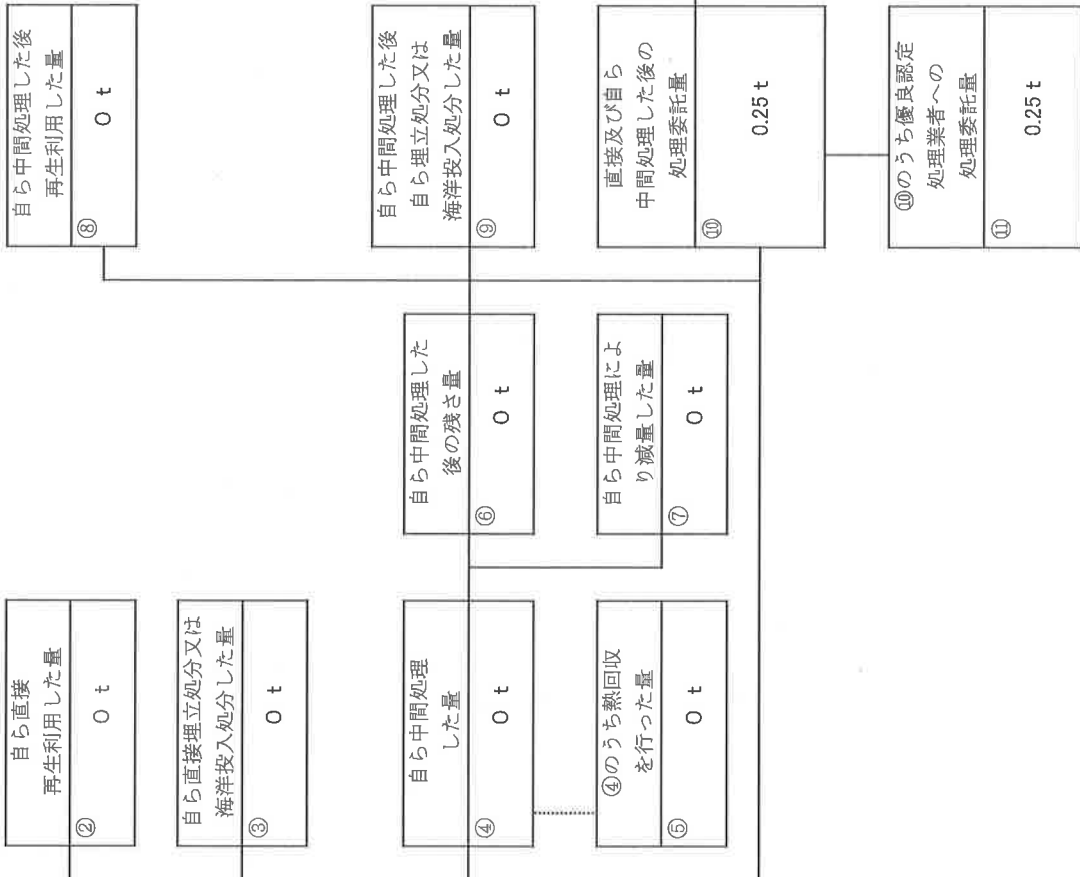 自ら直接
再生利用した量
②
0 t
自ら直接埋立処分又は
海洋投入処分した量
③
0 t
自ら中間処理
した量
④
0 t
④のうち熱回収
を行った量
⑤
0 t
自ら中間処理した
後の残さ量
⑥
0 t
自ら中間処理によ
り減量した量
⑦
0 t
自ら中間処理した後
再生利用した量
⑧
0 t
自ら中間処理した後
自ら埋立処分又は
海洋投入処分した量
⑨
0 t
直接及び自ら
中間処理した後の
処理委託量
⑩
0.25 t
⑩のうち優良認定
処理業者への
処理委託量
⑪
0.25 t